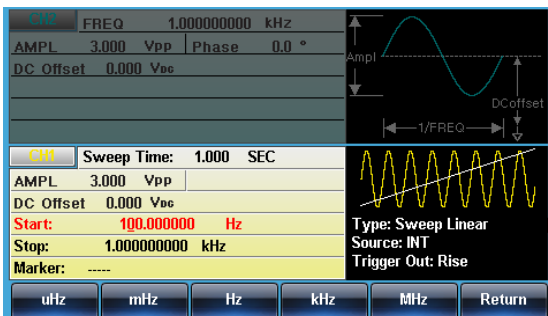 CH2 FREQ 1.000000000 kHz
AMPL 3.000 Vpp Phase 0.0 °
DC Offset 0.000 VDC
Ampl
DCoffset
1/FREQ
CH1 Sweep Time: 1.000 SEC
AMPL 3.000 Vpp
DC Offset 0.000 VDC
Start: 100.000000 Hz
Stop: 1.000000000 kHz
Marker: -----
Type: Sweep Linear
Source: INT
Trigger Out: Rise
uHz mHz Hz kHz MHz Return